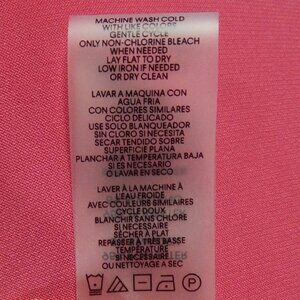 MACHINE WASH COLD
WITH LIKE COLORS
GENTLE CYCLE
ONLY NON-CHLORINE BLEACH
WHEN NEEDED
LAY FLAT TO DRY
LOW IRON IF NEEDED
OR DRY CLEAN
LAVAR A MAQUINA CON
AGUA FRIA
CON COLORES SIMILARES
CICLO DELICADO
USE SOLO BLANQUEADOR
SIN CLORO SI NECESITA
SECAR TENDIDO SOBRE
SUPERFICIE PLANA
PLANCHAR A TEMPERATURA BAJA
SI ES NECESARIO
O LAVAR EN SECO
LAVER À LA MACHINE À
L'EAU FROIDE
AVEC COULEURS SIMILAIRES
CYCLE DOUX
BLANCHIR SANS CHLORE
SI NECESSAIRE
SÉCHER À PLAT
REPASSER À TRÈS BASSE
TEMPÉRATURE
SI NÉCESSAIRE
OU NETTOYAGE A SEC